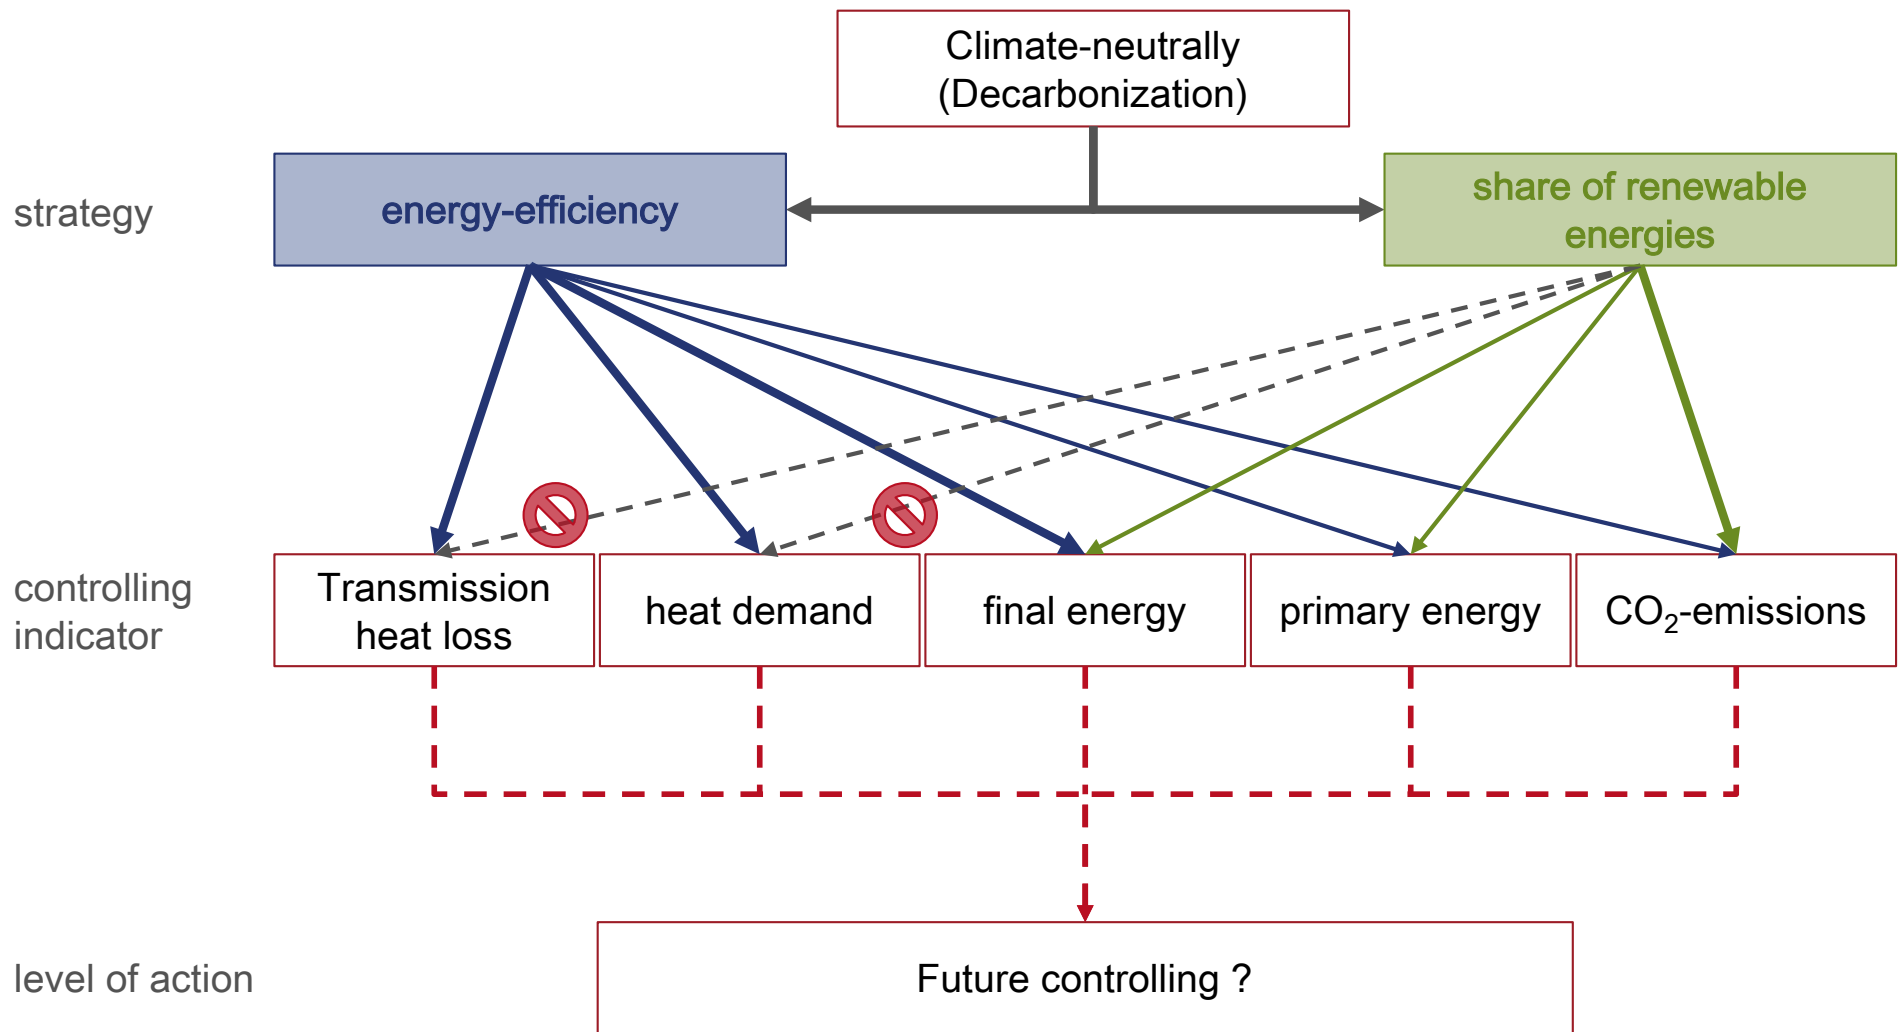 Climate-neutrally
(Decarbonization)
strategy
energy-efficiency
share of renewable
energies
controlling
indicator
Transmission
heat loss
heat demand
final energy
primary energy
CO₂-emissions
level of action
Future controlling ?